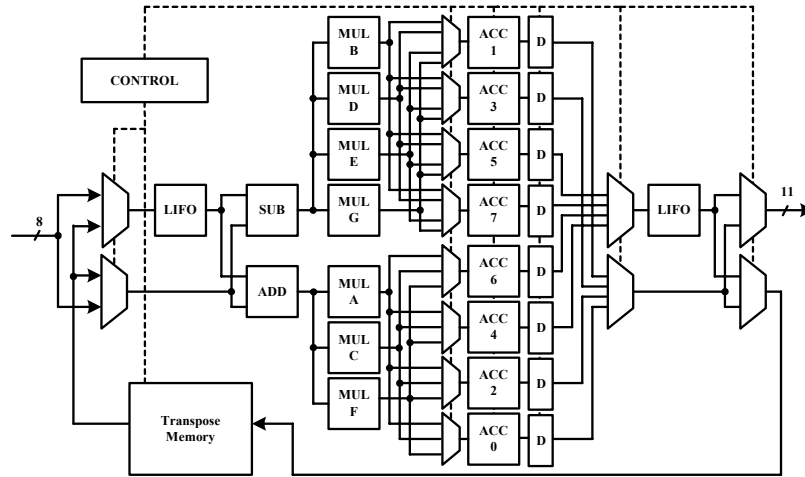 MUL
B
ACC
1
D
CONTROL
MUL
D
ACC
3
D
MUL
E
ACC
5
D
8
LIFO
SUB
MUL
G
ACC
7
D
LIFO
11
ADD
MUL
A
ACC
6
D
MUL
C
ACC
4
D
Transpose
Memory
MUL
F
ACC
2
D
ACC
0
D